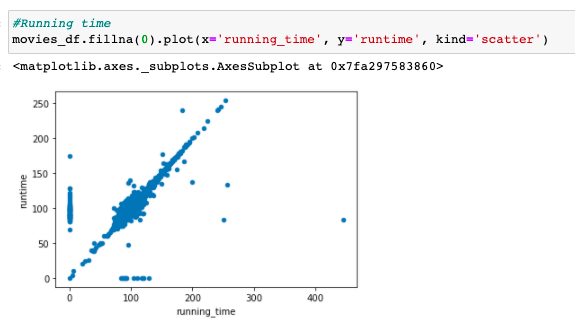 #Running time
movies_df.fillna(0).plot(x='running_time', y='runtime', kind='scatter')
<matplotlib.axes._subplots.AxesSubplot at 0x7fa297583860>
250
200
150
100
50
0
runtime
0 100 200 300 400
running_time